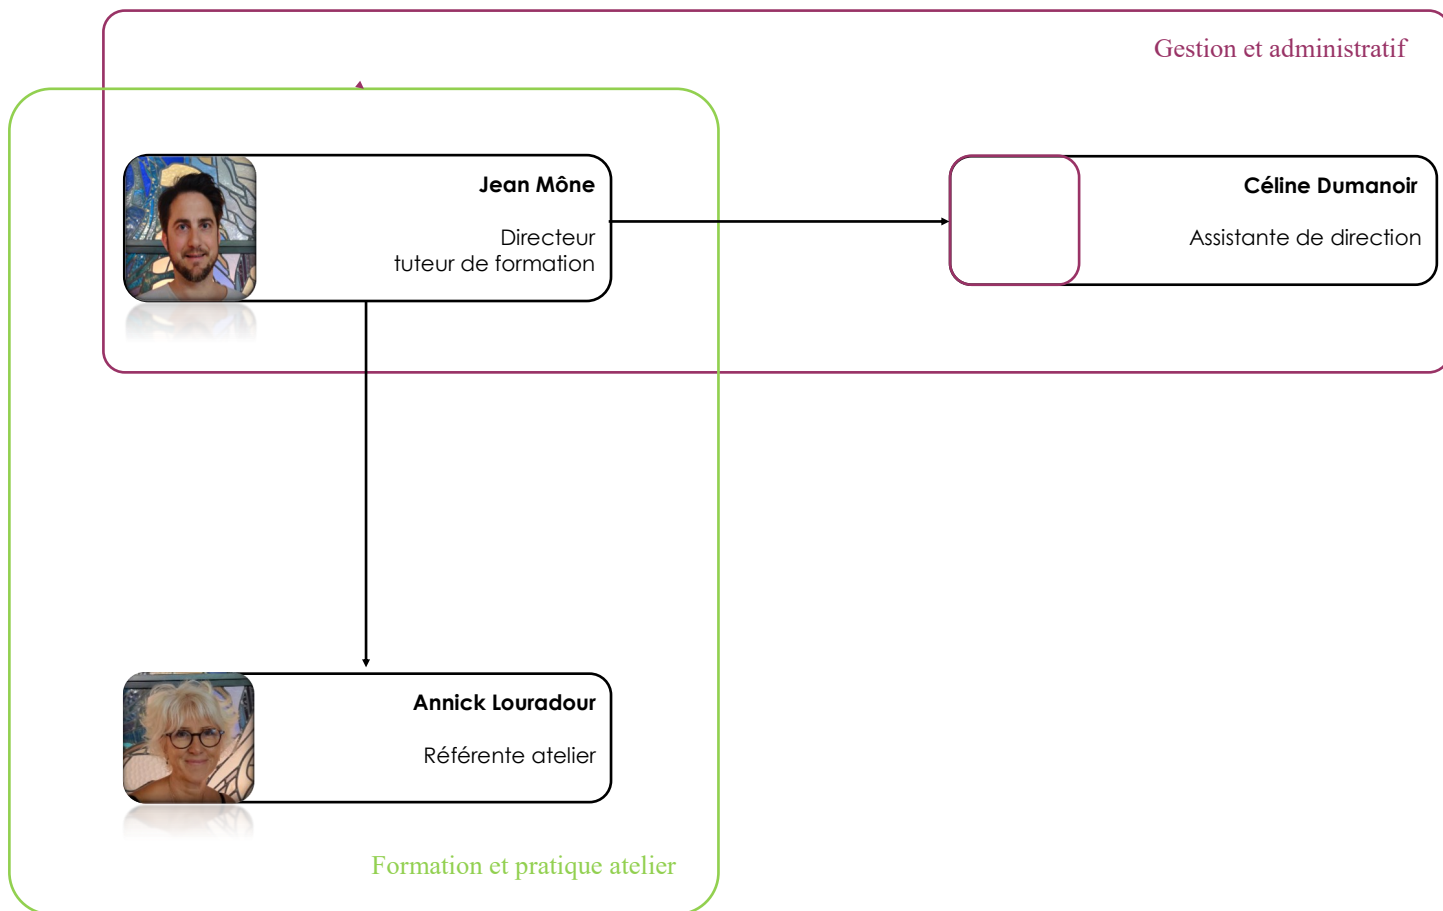 Gestion et administratif
Jean Mône
Directeur
tuteur de formation
Céline Dumanoir
Assistante de direction
Annick Louradour
Référente atelier
Formation et pratique atelier